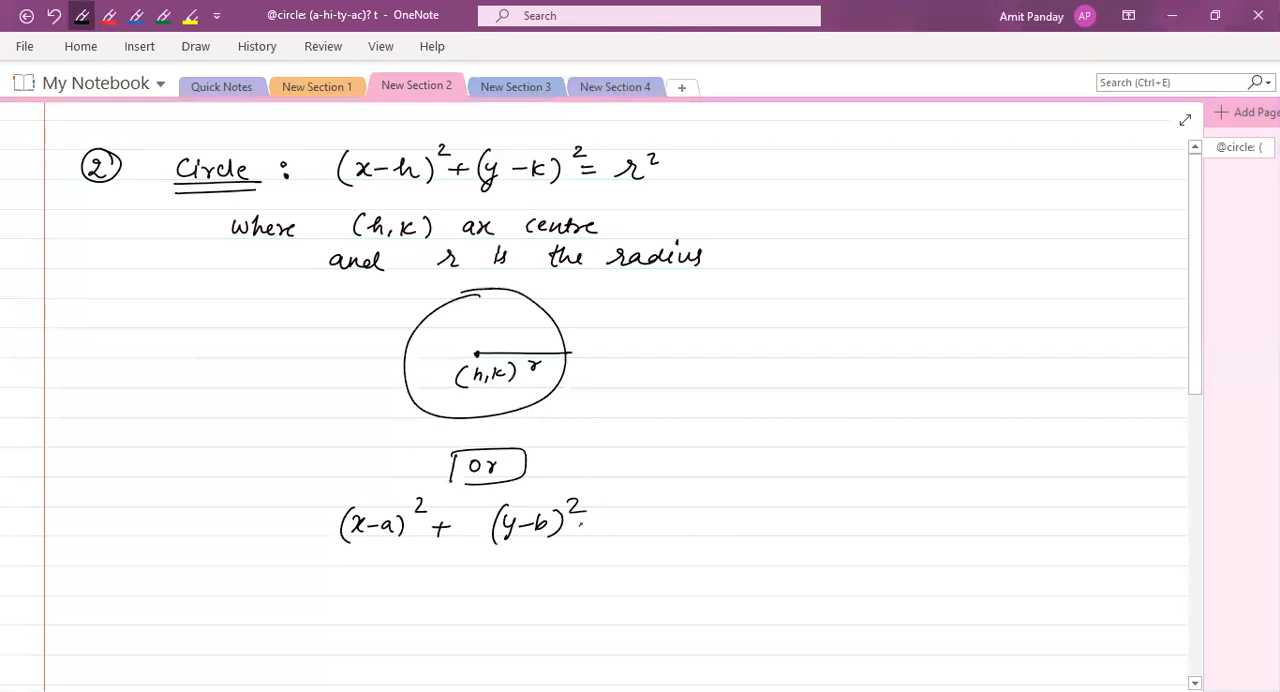 @circle: (a-hi-ty-ac)? t - OneNote
Search
Amit Panday AP
File Home Insert Draw History Review View Help
My Notebook Quick Notes New Section 1 New Section 2 New Section 3 New Section 4 +
Search (Ctrl+E)
Add Page
@circle: (
② Circle : (x-h)² + (y-k)² = r²
where (h,k) ax centre
and r is the radius
(h,k) r
Or
(x-a)² + (y-b)²